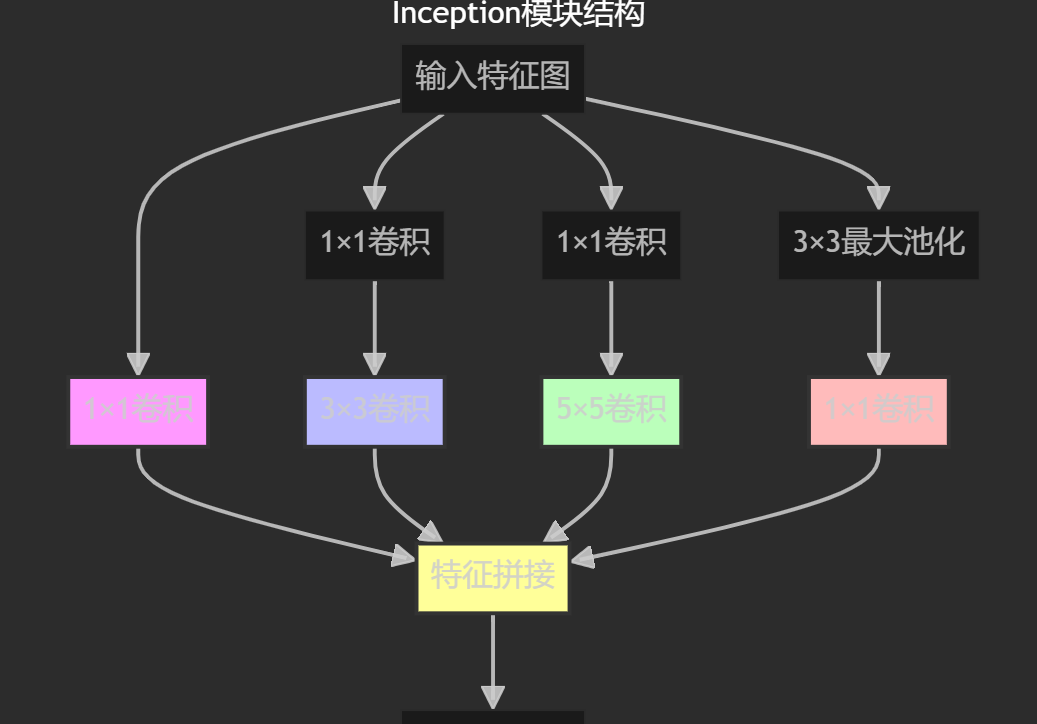 Inception模块结构
输入特征图
1×1卷积
1×1卷积
3×3最大池化
1×1卷积
3×3卷积
5×5卷积
1×1卷积
特征拼接